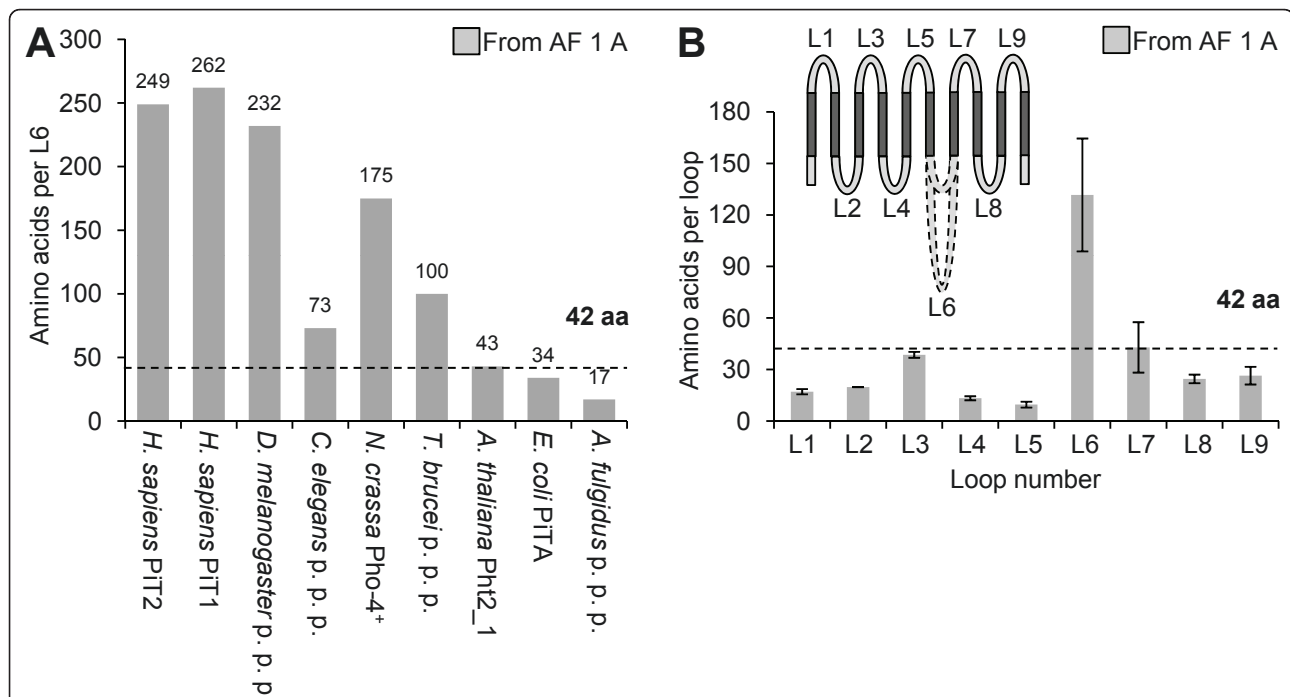 A
From AF 1 A
Amino acids per L6
300
250
200
150
100
50
0
249
262
232
73
175
100
43
34
17
42 aa
H. sapiens PiT2
H. sapiens PiT1
D. melanogaster p. p. p
C. elegans p. p. p.
N. crassa Pho-4+
T. brucei p. p. p.
A. thaliana Pht2_1
E. coli PiTA
A. fulgidus p. p. p.
B
L1 L3 L5 L7 L9
From AF 1 A
L2 L4 L8
L6
Amino acids per loop
180
150
120
90
60
30
0
42 aa
L1 L2 L3 L4 L5 L6 L7 L8 L9
Loop number